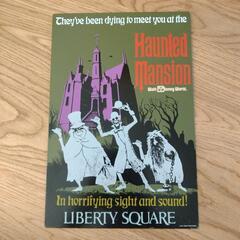 They've been dying to meet you at the
Haunted
Mansion
Walt Disney World
In horrifying sight and sound!
LIBERTY SQUARE